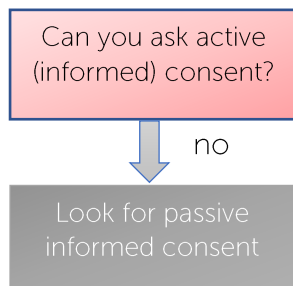 Can you ask active
(informed) consent?
no
Look for passive
informed consent